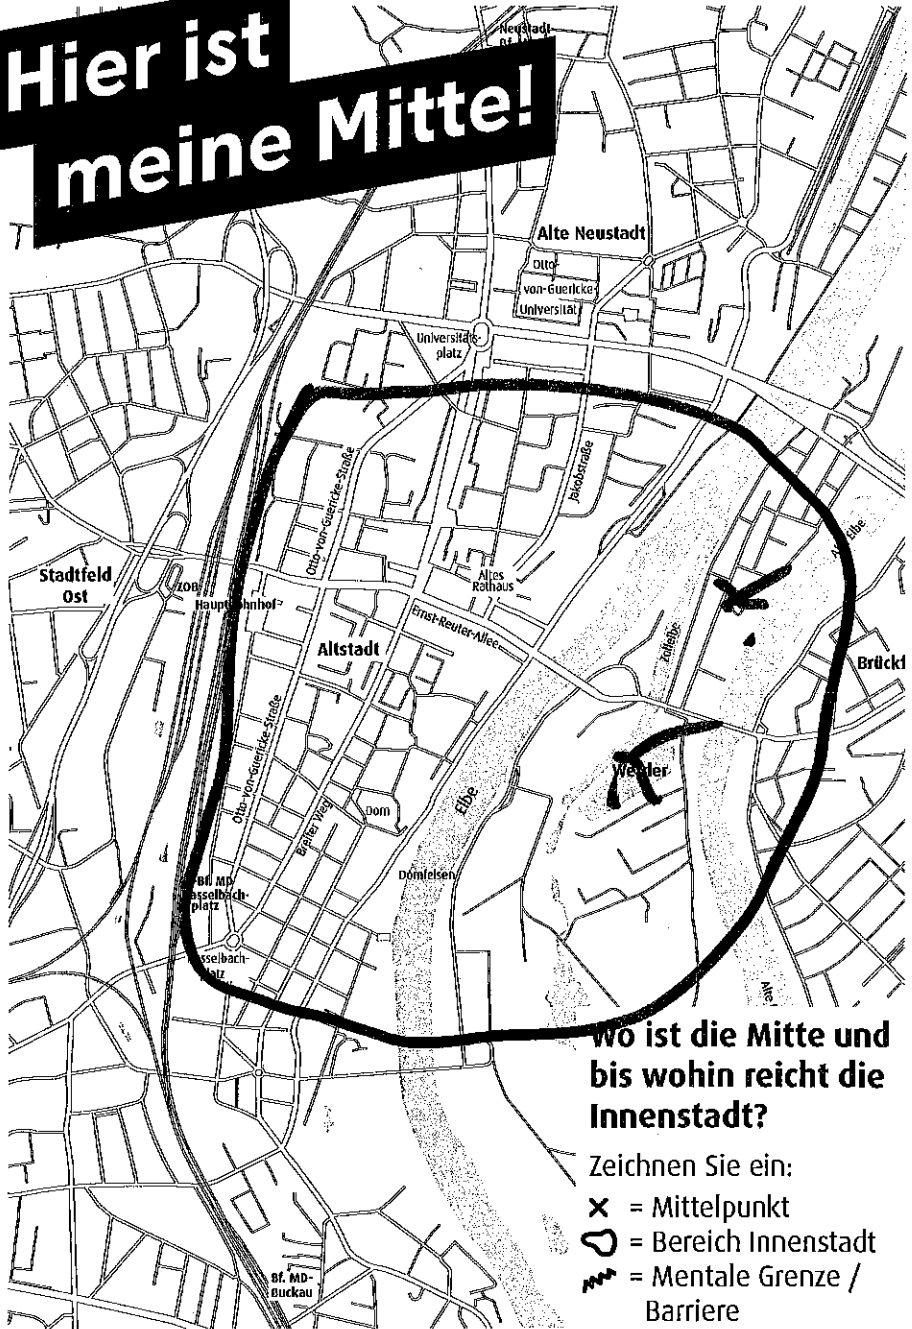 Hier ist
meine Mitte!
Neustadt
Alte Neustadt
Otto-
von-Guericke-
Universität
Universitäts-
platz
Otto-von-Guericke-Straße
Jakobstraße
Alte Elbe
Stadtfeld
Ost
ZOB
Hauptbahnhof
Altes
Rathaus
Ernst-Reuter-Allee
Altstadt
Zollelbe
Brückf
Otto-von-Guericke-Straße
Werder
Elbe
Breiter Weg
Dom
Domfelsen
Bf. MD-
Hasselbach-
platz
Hasselbach-
platz
Alte
Wo ist die Mitte und
bis wohin reicht die
Innenstadt?
Zeichnen Sie ein:
x = Mittelpunkt
= Bereich Innenstadt
= Mentale Grenze /
Barriere
Bf. MD-
Buckau